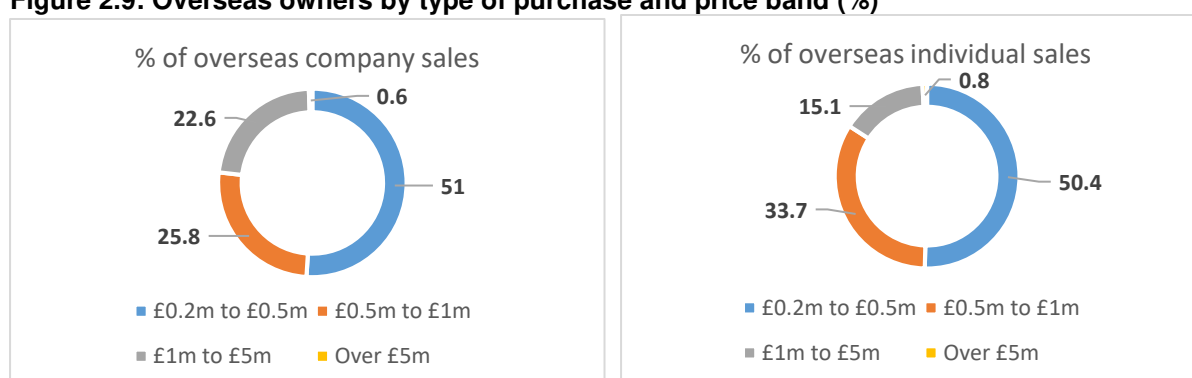 Figure 2.9: Overseas owners by type of purchase and price band (%)
% of overseas company sales
0.6
22.6
51
25.8
£0.2m to £0.5m £0.5m to £1m
£1m to £5m Over £5m
% of overseas individual sales
0.8
15.1
50.4
33.7
£0.2m to £0.5m £0.5m to £1m
£1m to £5m Over £5m